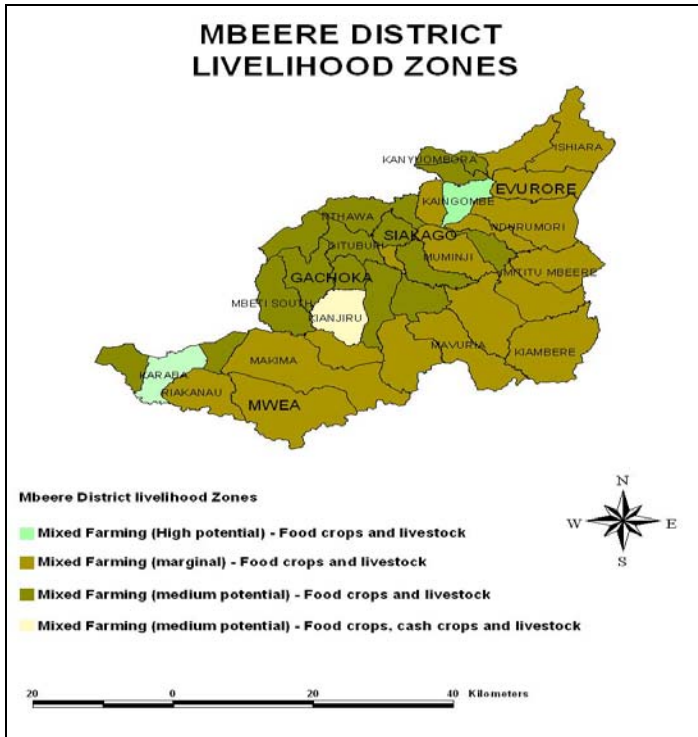 MBEERE DISTRICT
LIVELIHOOD ZONES
ISHIARA
KANYUOMBORA
EVURORE
KAINGOMBE
NTHAWA
NDURUMORI
SIAKAGO
GITUBURI
MUMINJI
GACHOKA
MITITU MBEERE
MBETI SOUTH
KIANJIRU
MAVURIA
KIAMBERE
MAKIMA
KARABA
RIAKANAU
MWEA
N
W E
S
Mbeere District livelihood Zones
Mixed Farming (High potential) - Food crops and livestock
Mixed Farming (marginal) - Food crops and livestock
Mixed Farming (medium potential) - Food crops and livestock
Mixed Farming (medium potential) - Food crops, cash crops and livestock
20 0 20 40 Kilometers